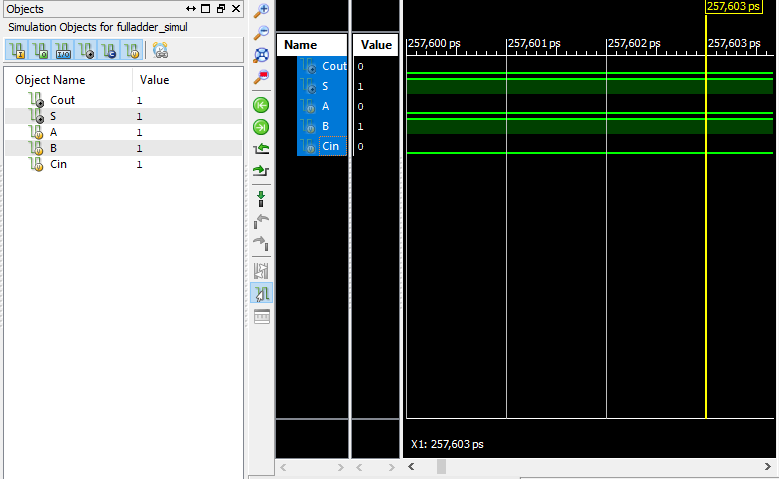 Objects
Simulation Objects for fulladder_simul
Object Name Value
Cout 1
S 1
A 1
B 1
Cin 1
257,603 ps
Name Value
257,600 ps 257,601 ps 257,602 ps 257,603 ps
Cout 0
S 1
A 0
B 1
Cin 0
X1: 257,603 ps